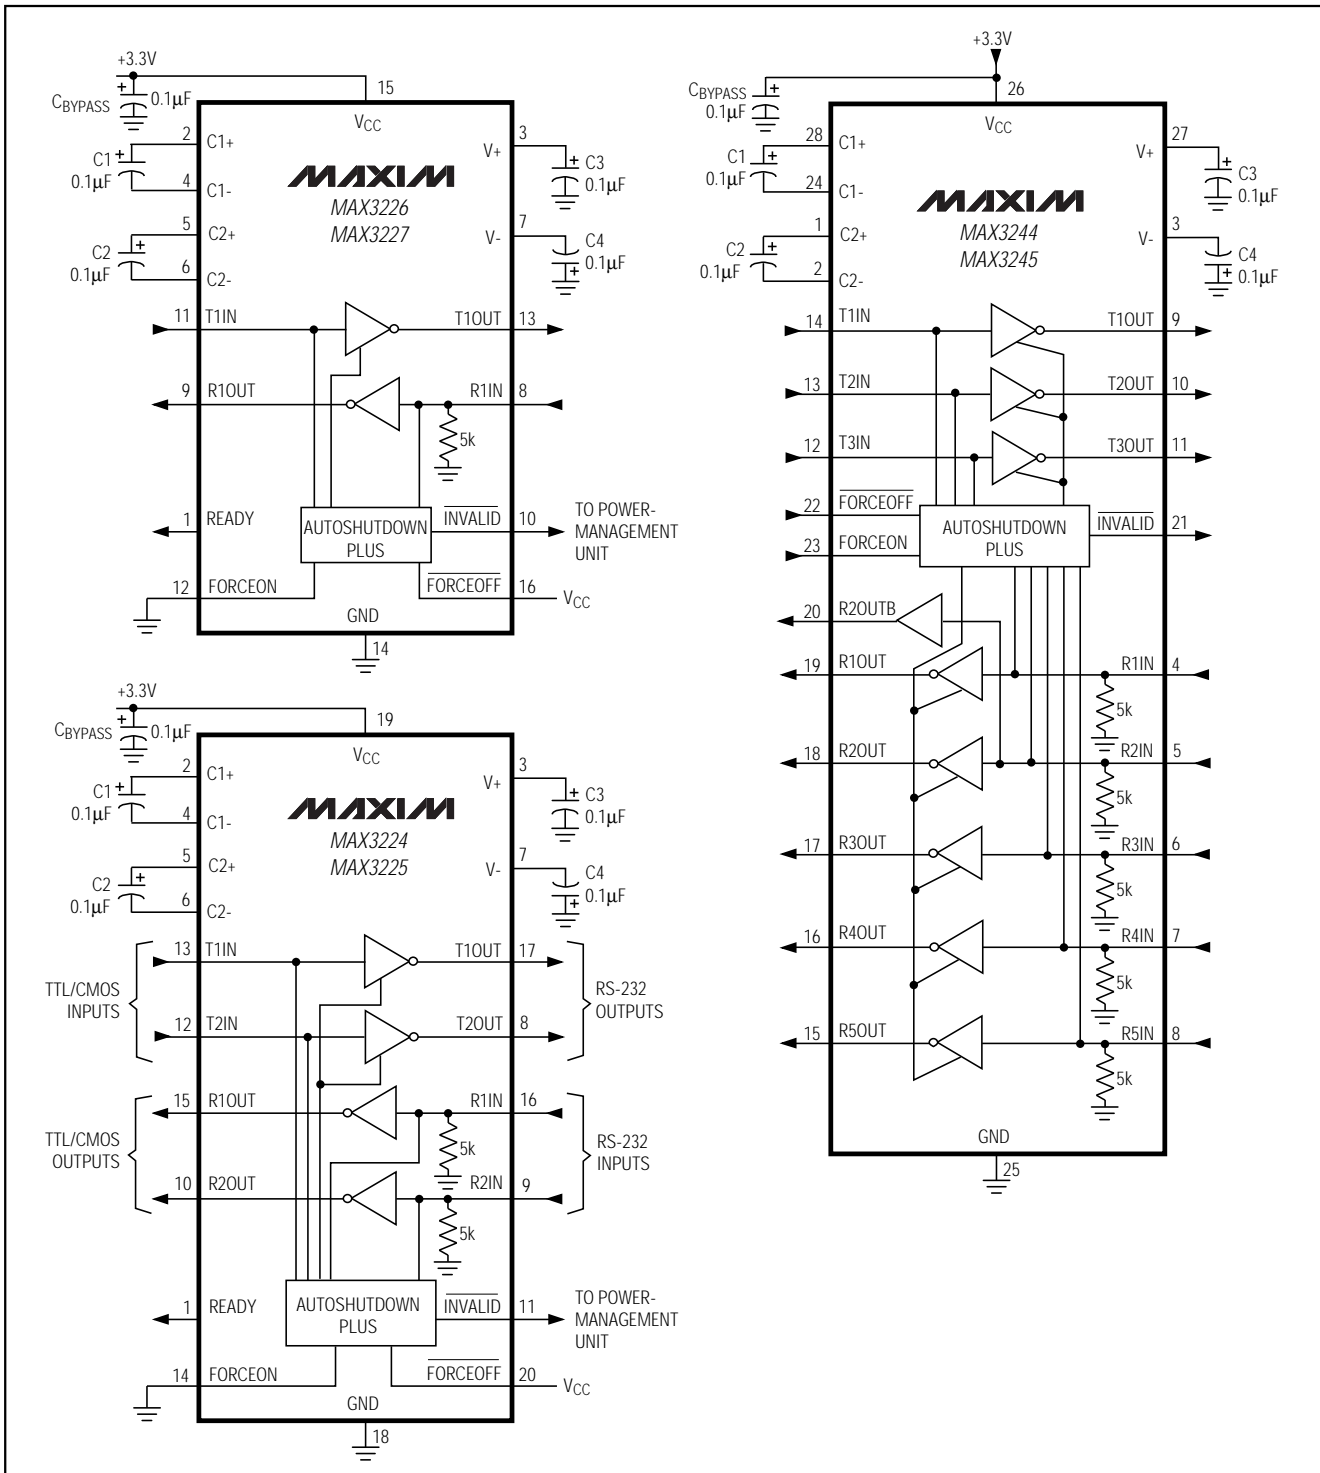 +3.3V
CBYPASS
0.1µF
15
VCC
2
C1+
C1
0.1µF
4
C1-
5
C2+
C2
0.1µF
6
C2-
3
V+
C3
0.1µF
7
V-
C4
0.1µF
MAXIM
MAX3226
MAX3227
11
T1IN
T1OUT
13
9
R1OUT
R1IN
8
5k
1
READY
AUTOSHUTDOWN
PLUS
INVALID
10
TO POWER-
MANAGEMENT
UNIT
12
FORCEON
FORCEOFF
16
VCC
GND
14
+3.3V
CBYPASS
0.1µF
19
VCC
2
C1+
C1
0.1µF
4
C1-
5
C2+
C2
0.1µF
6
C2-
3
V+
C3
0.1µF
7
V-
C4
0.1µF
MAXIM
MAX3224
MAX3225
TTL/CMOS
INPUTS
13
T1IN
T1OUT
17
12
T2IN
T2OUT
8
RS-232
OUTPUTS
TTL/CMOS
OUTPUTS
15
R1OUT
R1IN
16
5k
10
R2OUT
R2IN
9
5k
RS-232
INPUTS
1
READY
AUTOSHUTDOWN
PLUS
INVALID
11
TO POWER-
MANAGEMENT
UNIT
14
FORCEON
FORCEOFF
20
VCC
GND
18
+3.3V
CBYPASS
0.1µF
26
VCC
28
C1+
C1
0.1µF
24
C1-
1
C2+
C2
0.1µF
2
C2-
27
V+
C3
0.1µF
3
V-
C4
0.1µF
MAXIM
MAX3244
MAX3245
14
T1IN
T1OUT
9
13
T2IN
T2OUT
10
12
T3IN
T3OUT
11
22
FORCEOFF
23
FORCEON
AUTOSHUTDOWN
PLUS
INVALID
21
20
R2OUTB
19
R1OUT
R1IN
4
5k
18
R2OUT
R2IN
5
5k
17
R3OUT
R3IN
6
5k
16
R4OUT
R4IN
7
5k
15
R5OUT
R5IN
8
5k
GND
25